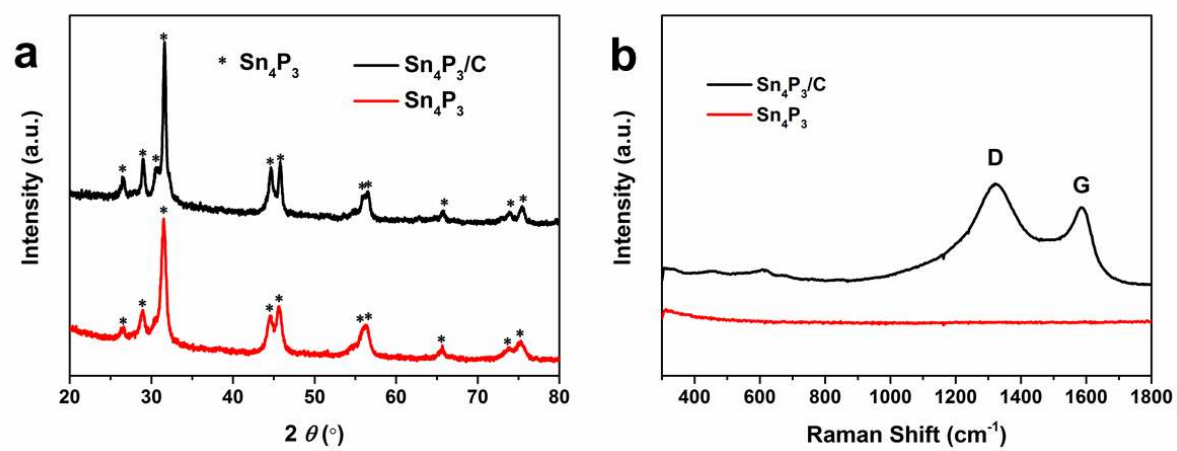 a
* Sn₄P₃
Sn₄P₃/C
Sn₄P₃
* * * * * * * * * * *
* * * * * * * * * *
Intensity (a.u.)
20 30 40 50 60 70 80
2 θ (°)
b
Sn₄P₃/C
Sn₄P₃
D
G
Intensity (a.u.)
400 600 800 1000 1200 1400 1600 1800
Raman Shift (cm⁻¹)